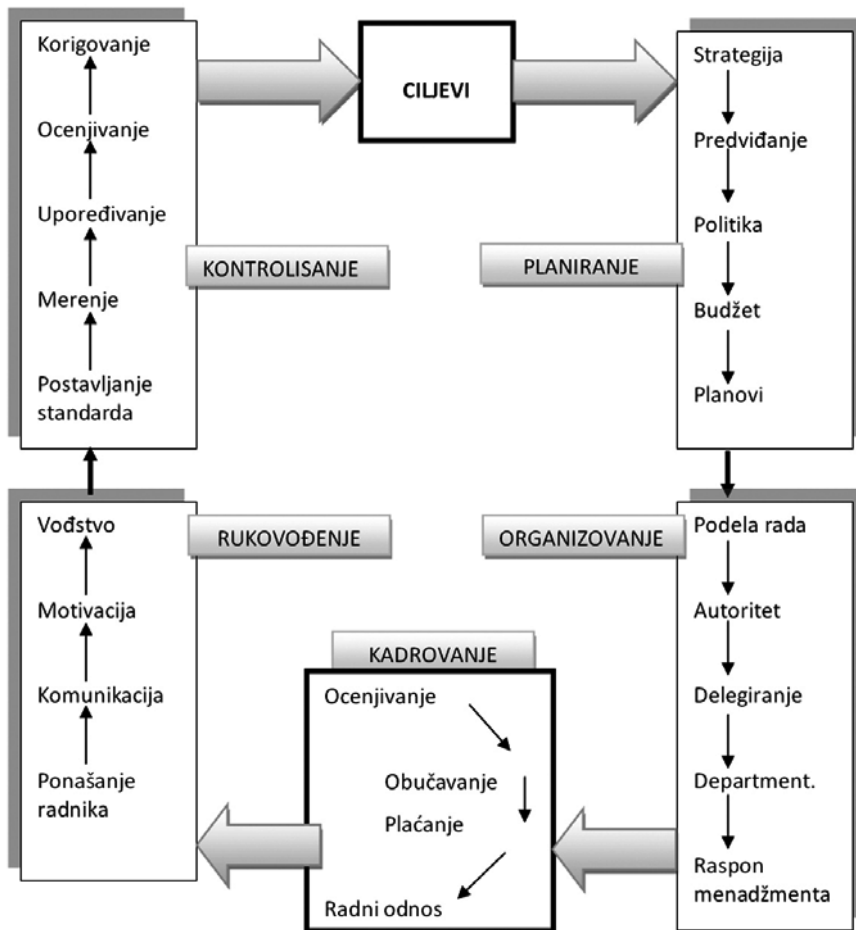 Korigovanje
Ocenjivanje
Upoređivanje
Merenje
Postavljanje
standarda
KONTROLISANJE
CILJEVI
PLANIRANJE
Strategija
Predviđanje
Politika
Budžet
Planovi
ORGANIZOVANJE
Podela rada
Autoritet
Delegiranje
Department.
Raspon
menadžmenta
KADROVANJE
Ocenjivanje
Obučavanje
Plaćanje
Radni odnos
RUKOVOĐENJE
Vođstvo
Motivacija
Komunikacija
Ponašanje
radnika